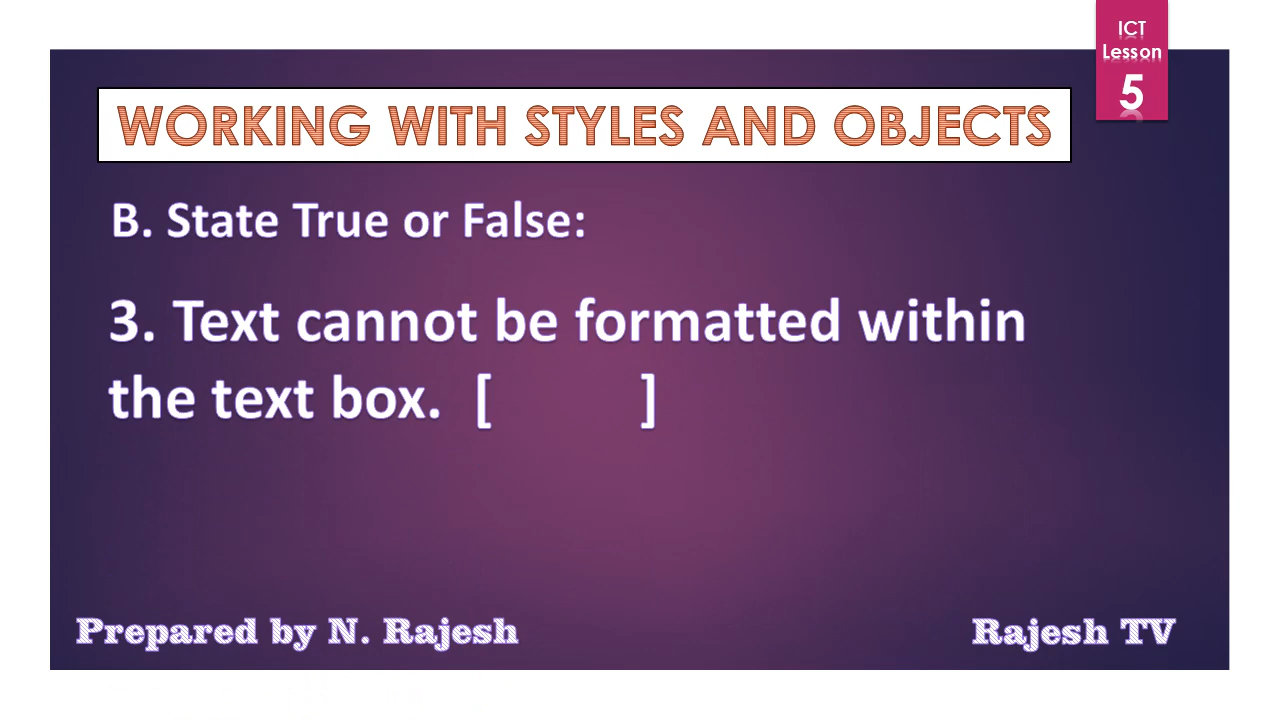 ICT
Lesson
5
WORKING WITH STYLES AND OBJECTS
B. State True or False:
3. Text cannot be formatted within
the text box. [ ]
Prepared by N. Rajesh
Rajesh TV